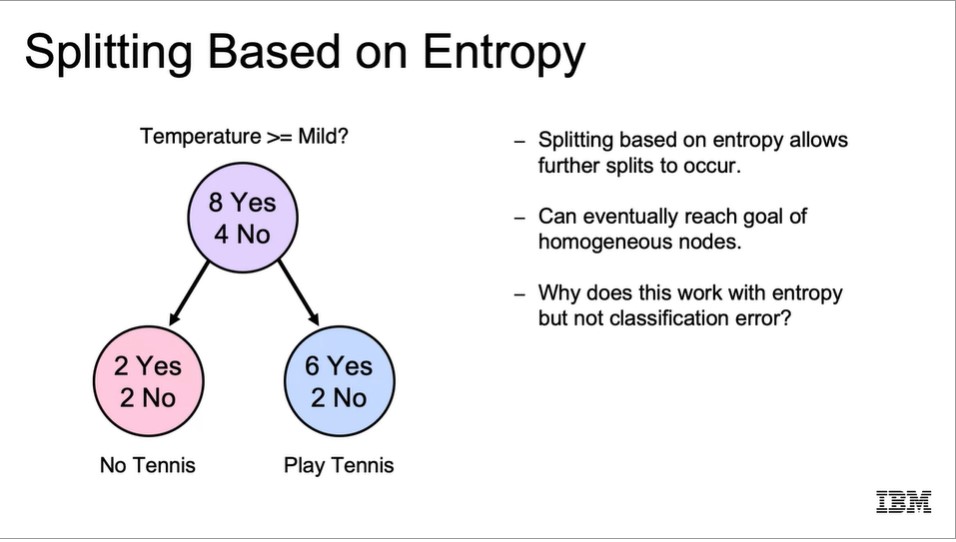 Splitting Based on Entropy
Temperature >= Mild?
8 Yes
4 No
2 Yes
2 No
6 Yes
2 No
No Tennis
Play Tennis
– Splitting based on entropy allows
further splits to occur.
– Can eventually reach goal of
homogeneous nodes.
– Why does this work with entropy
but not classification error?
IBM